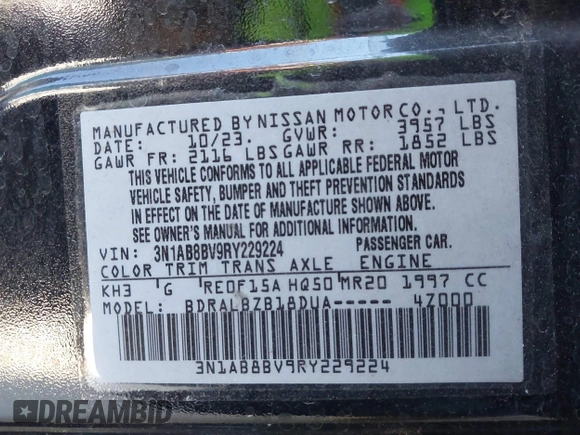 MANUFACTURED BY NISSAN MOTOR CO., LTD.
DATE: 10/23. GVWR: 3957 LBS
GAWR FR: 2116 LBS GAWR RR: 1852 LBS
THIS VEHICLE CONFORMS TO ALL APPLICABLE FEDERAL MOTOR
VEHICLE SAFETY, BUMPER AND THEFT PREVENTION STANDARDS
IN EFFECT ON THE DATE OF MANUFACTURE SHOWN ABOVE.
SEE OWNER'S MANUAL FOR ADDITIONAL INFORMATION.
VIN: 3N1AB8BV9RY229224 PASSENGER CAR.
COLOR TRIM TRANS AXLE ENGINE
KH3 G RE0F15A HQ50 MR20 1997 CC
MODEL: BDRALBZB18DUA----- 4Z000
3N1AB8BV9RY229224
DREAMBID